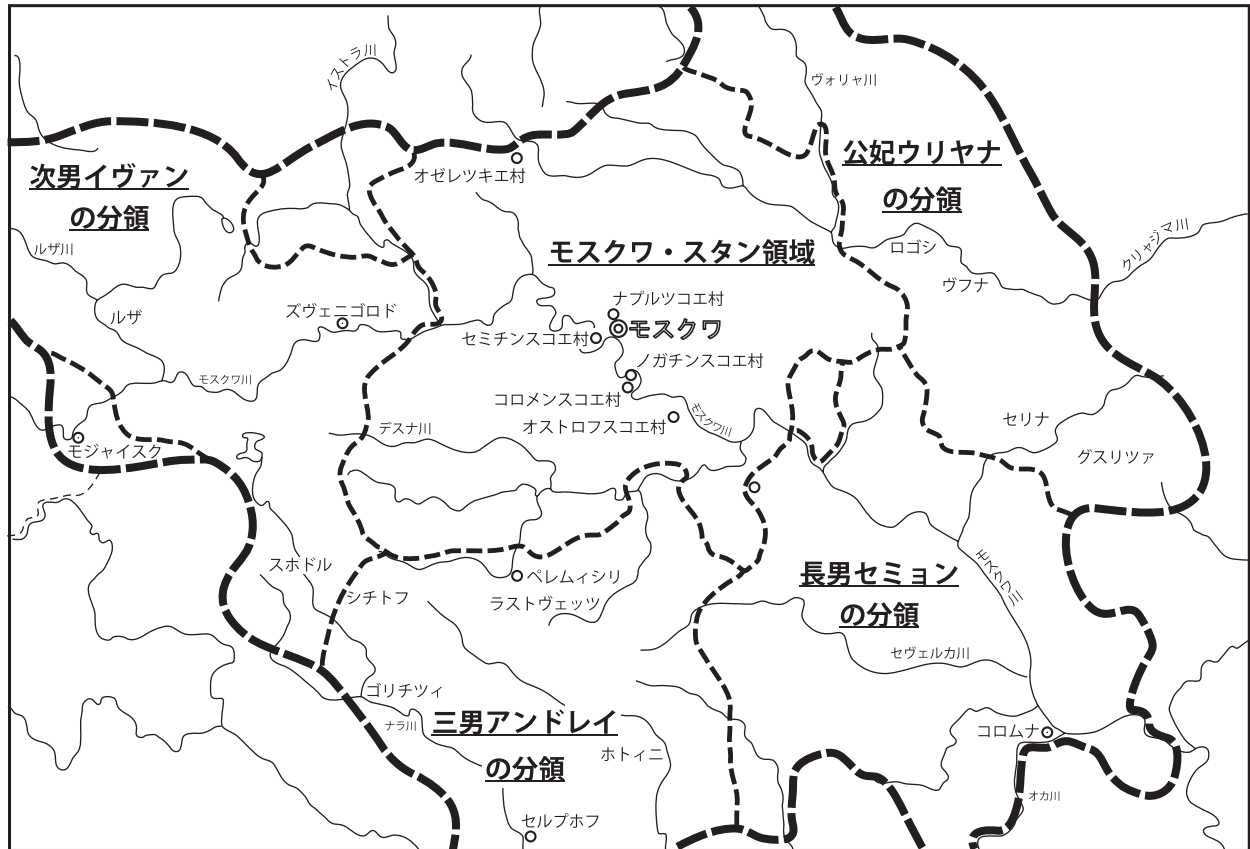 イストラ川
ヴォリャ川
公妃ウリヤナ
の分領
次男イヴァン
の分領
オゼレツキエ村
ルザ川
モスクワ・スタン領域
ロゴシ
クリャジマ川
ヴフナ
ルザ
ズヴェニゴロド
ナプルツコエ村
モスクワ
セミチンスコエ村
ノガチンスコエ村
モスクワ川
コロメンスコエ村
オストロフスコエ村
モスクワ川
デスナ川
セリナ
モジャイスク
グスリツァ
スホドル
ペレムィシリ
シチトフ
ラストヴェッツ
長男セミョン
の分領
モスクワ川
セヴェルカ川
ゴリチツィ
ナラ川
三男アンドレイ
の分領
ホトィニ
コロムナ
オカ川
セルプホフ